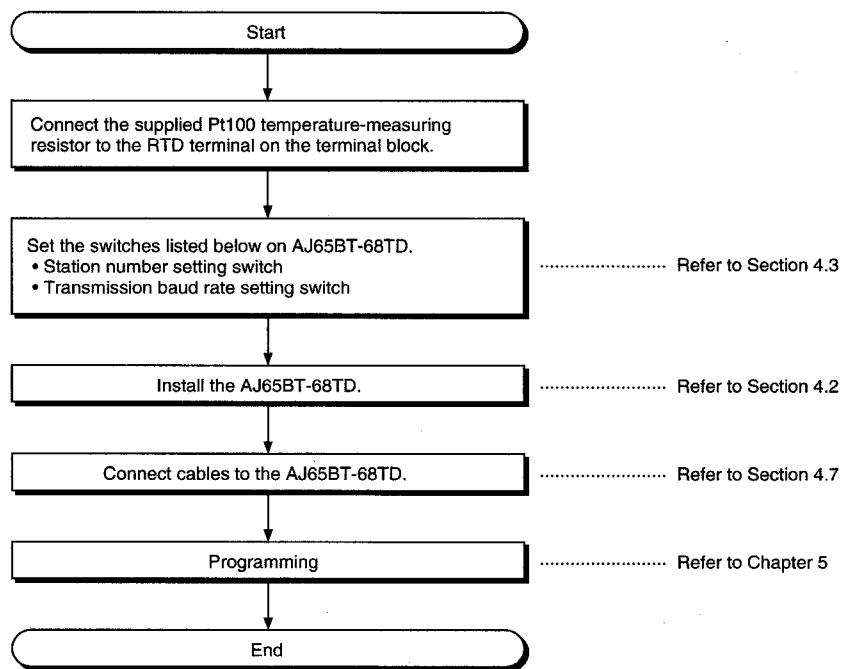 Start
Connect the supplied Pt100 temperature-measuring
resistor to the RTD terminal on the terminal block.
Set the switches listed below on AJ65BT-68TD.
• Station number setting switch
• Transmission baud rate setting switch
Refer to Section 4.3
Install the AJ65BT-68TD.
Refer to Section 4.2
Connect cables to the AJ65BT-68TD.
Refer to Section 4.7
Programming
Refer to Chapter 5
End